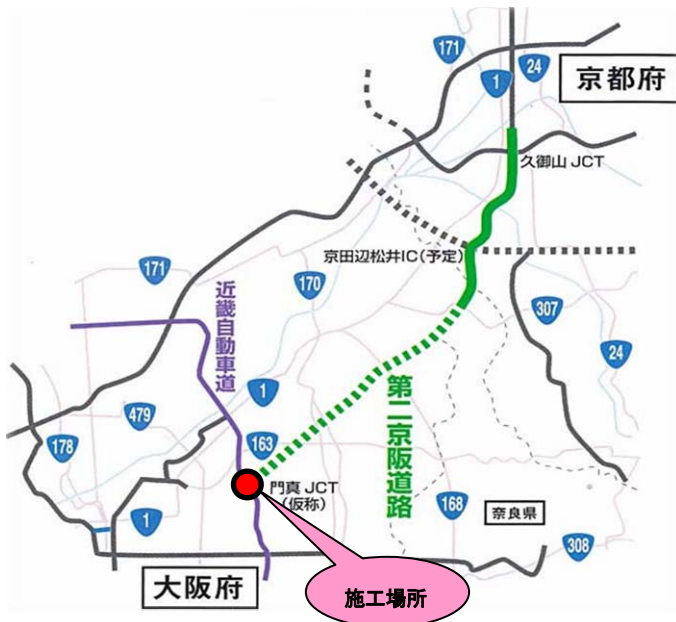 171
1
24
京都府
久御山 JCT
京田辺松井IC(予定)
171
近畿自動車道
170
307
24
1
第二京阪道路
479
163
178
門真 JCT
(仮称)
168
奈良県
1
308
大阪府
施工場所